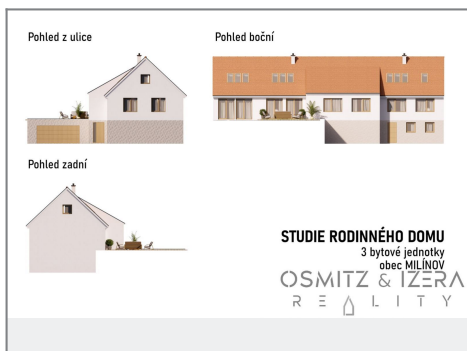 Pohled z ulice
Pohled boční
Pohled zadní
STUDIE RODINNÉHO DOMU
3 bytové jednotky
obec MILÍNOV
OSMITZ & IZERA
REALITY